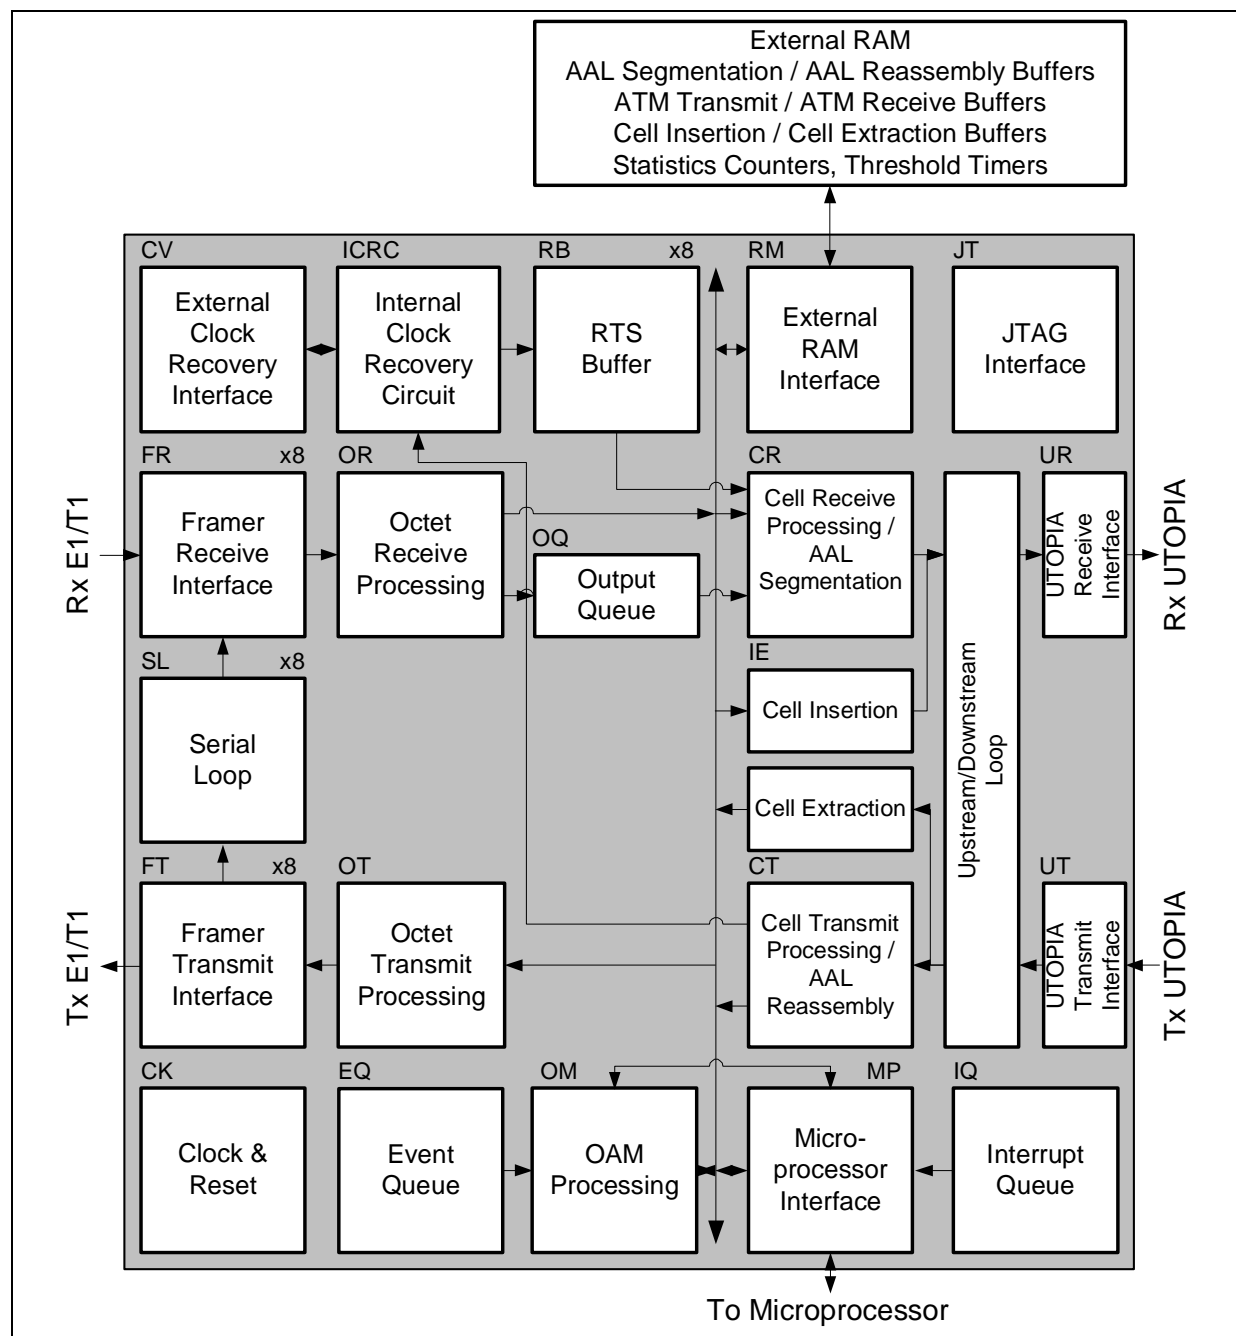 External RAM
AAL Segmentation / AAL Reassembly Buffers
ATM Transmit / ATM Receive Buffers
Cell Insertion / Cell Extraction Buffers
Statistics Counters, Threshold Timers
CV
ICRC
RB
x8
RM
JT
External
Clock
Recovery
Interface
Internal
Clock
Recovery
Circuit
RTS
Buffer
External
RAM
Interface
JTAG
Interface
FR
x8
OR
CR
UR
Rx E1/T1
Framer
Receive
Interface
Octet
Receive
Processing
OQ
Output
Queue
Cell Receive
Processing /
AAL
Segmentation
UTOPIA
Receive
Interface
Rx UTOPIA
SL
x8
IE
Serial
Loop
Cell Insertion
Cell Extraction
Upstream/Downstream
Loop
FT
x8
OT
CT
UT
Tx E1/T1
Framer
Transmit
Interface
Octet
Transmit
Processing
Cell Transmit
Processing /
AAL
Reassembly
UTOPIA
Transmit
Interface
Tx UTOPIA
CK
EQ
OM
MP
IQ
Clock &
Reset
Event
Queue
OAM
Processing
Micro-
processor
Interface
Interrupt
Queue
To Microprocessor